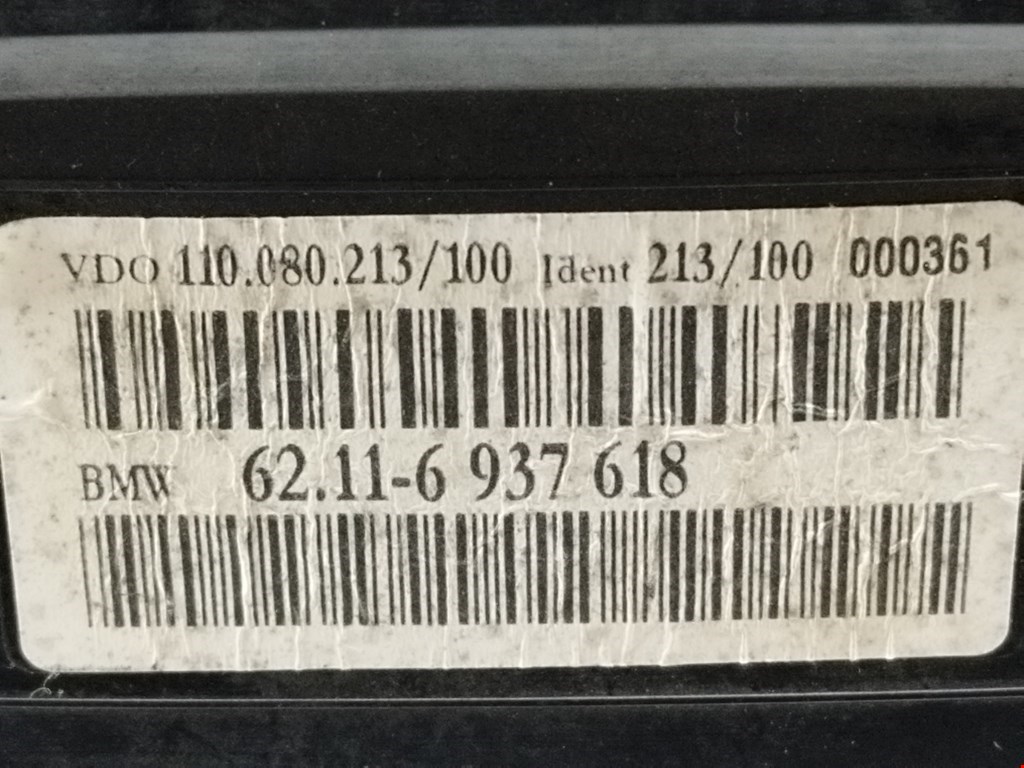 VDO 110.080.213/100 Ident 213/100 000361
BMW 62.11-6 937 618